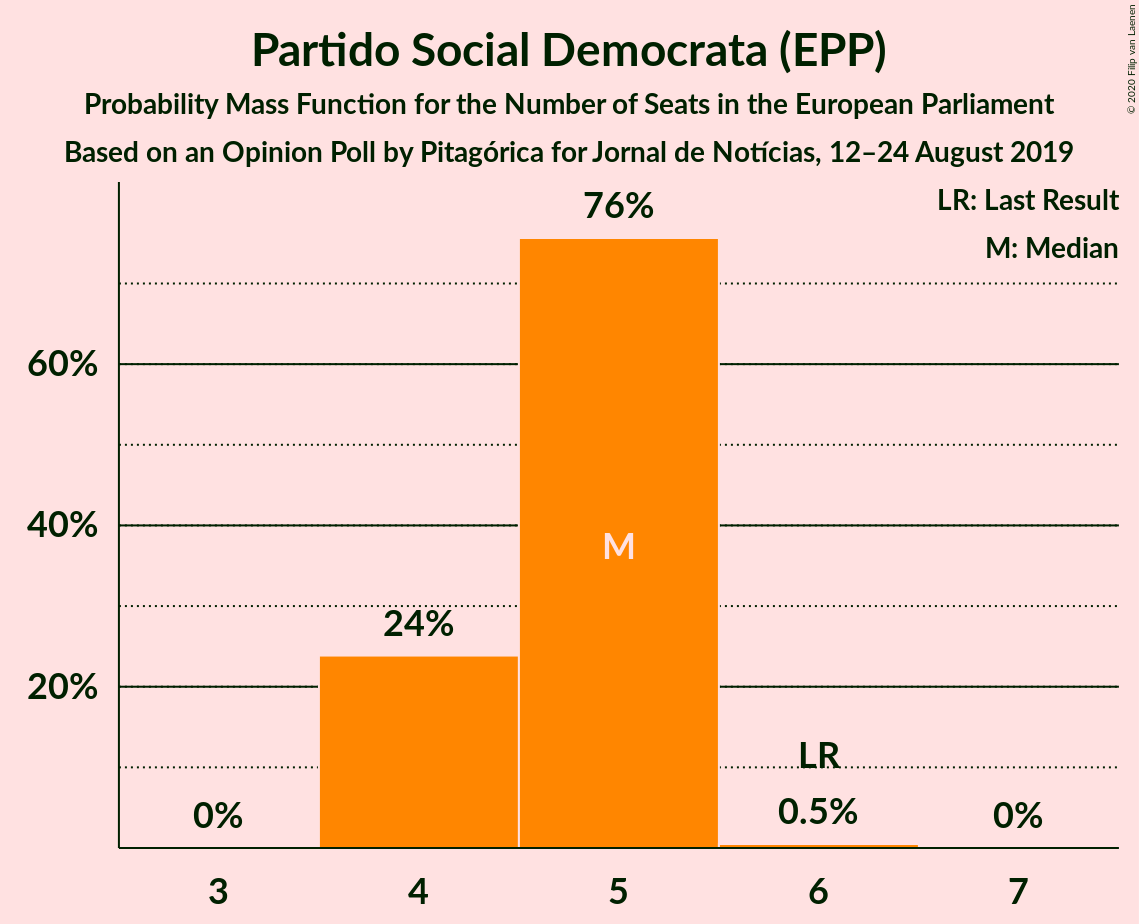 Partido Social Democrata (EPP)
Probability Mass Function for the Number of Seats in the European Parliament
Based on an Opinion Poll by Pitagórica for Jornal de Notícias, 12–24 August 2019
© 2020 Filip van Laenen
LR: Last Result
M: Median
76%
60%
40%
M
24%
20%
LR
0%
0.5%
0%
3 4 5 6 7